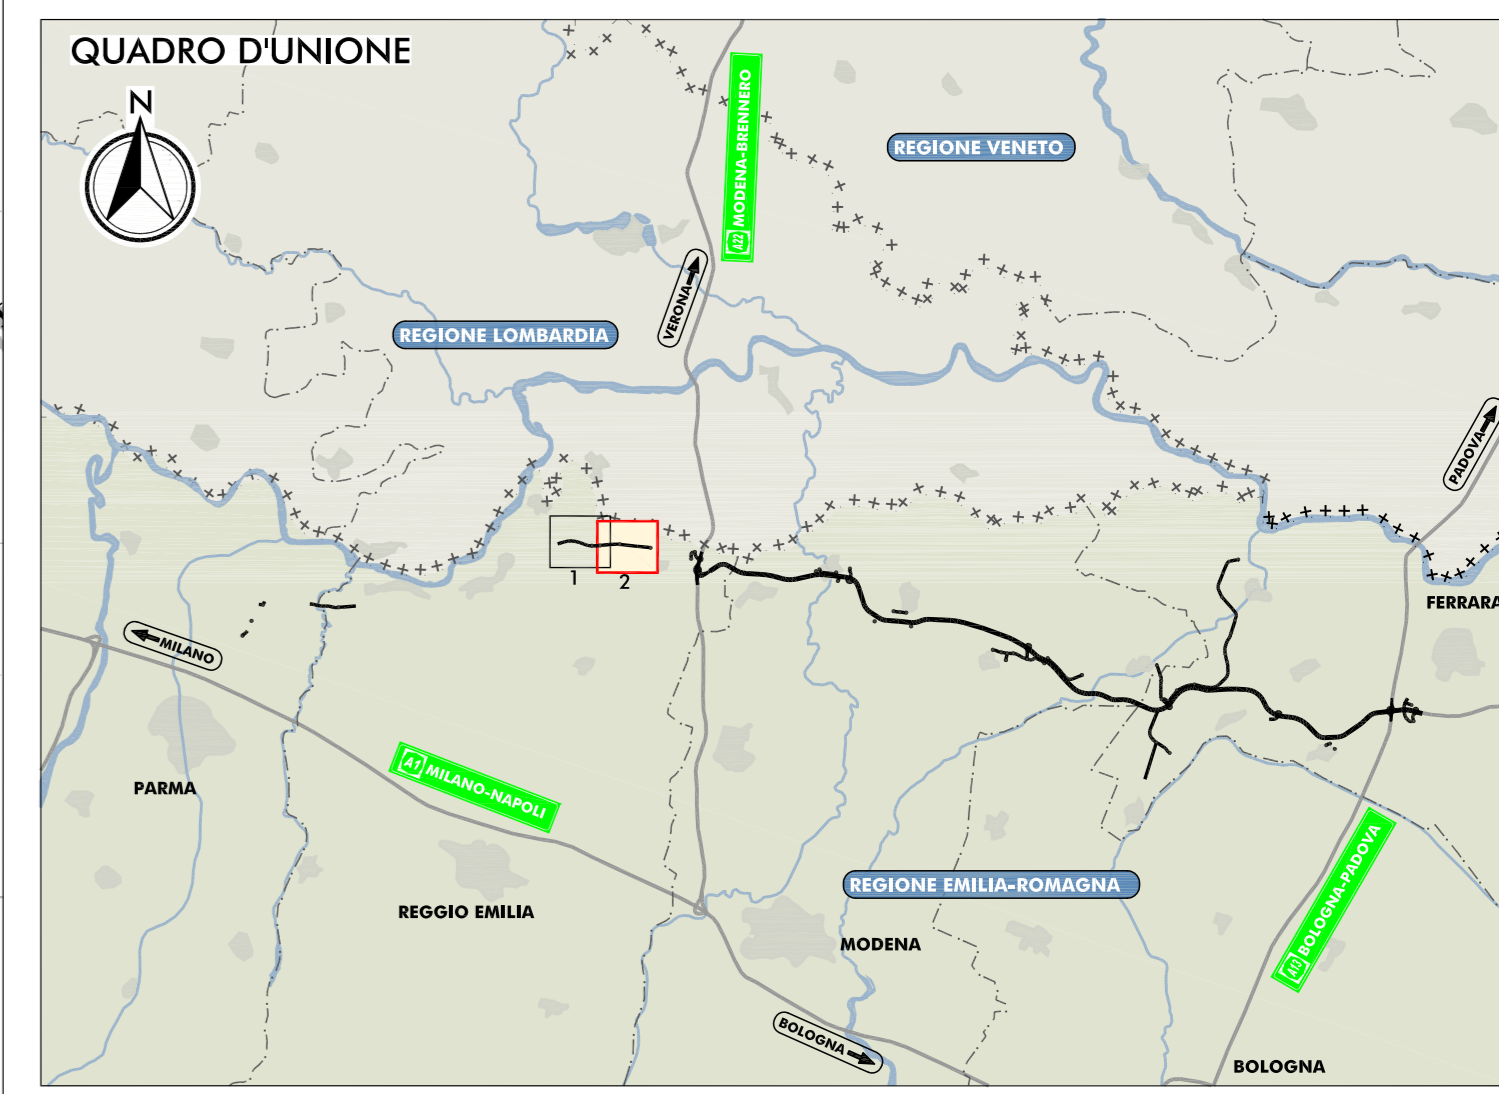 QUADRO D'UNIONE
N
A22 MODENA-BRENNERO
REGIONE VENETO
VERONA
REGIONE LOMBARDIA
PADOVA
1
2
FERRARA
MILANO
PARMA
A1 MILANO-NAPOLI
REGIONE EMILIA-ROMAGNA
A13 BOLOGNA-PADOVA
REGGIO EMILIA
MODENA
BOLOGNA
BOLOGNA